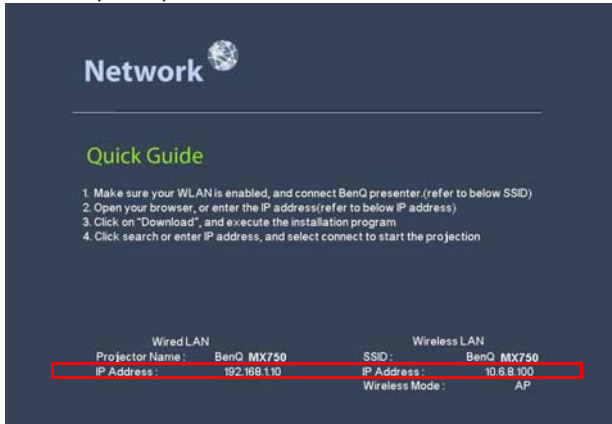 Network
Quick Guide
1. Make sure your WLAN is enabled, and connect BenQ presenter.(refer to below SSID)
2. Open your browser, or enter the IP address(refer to below IP address)
3. Click on "Download", and execute the installation program
4. Click search or enter IP address, and select connect to start the projection
Wired LAN Wireless LAN
Projector Name : BenQ MX750 SSID : BenQ MX750
IP Address : 192.168.1.10 IP Address : 10.6.8.100
Wireless Mode : AP